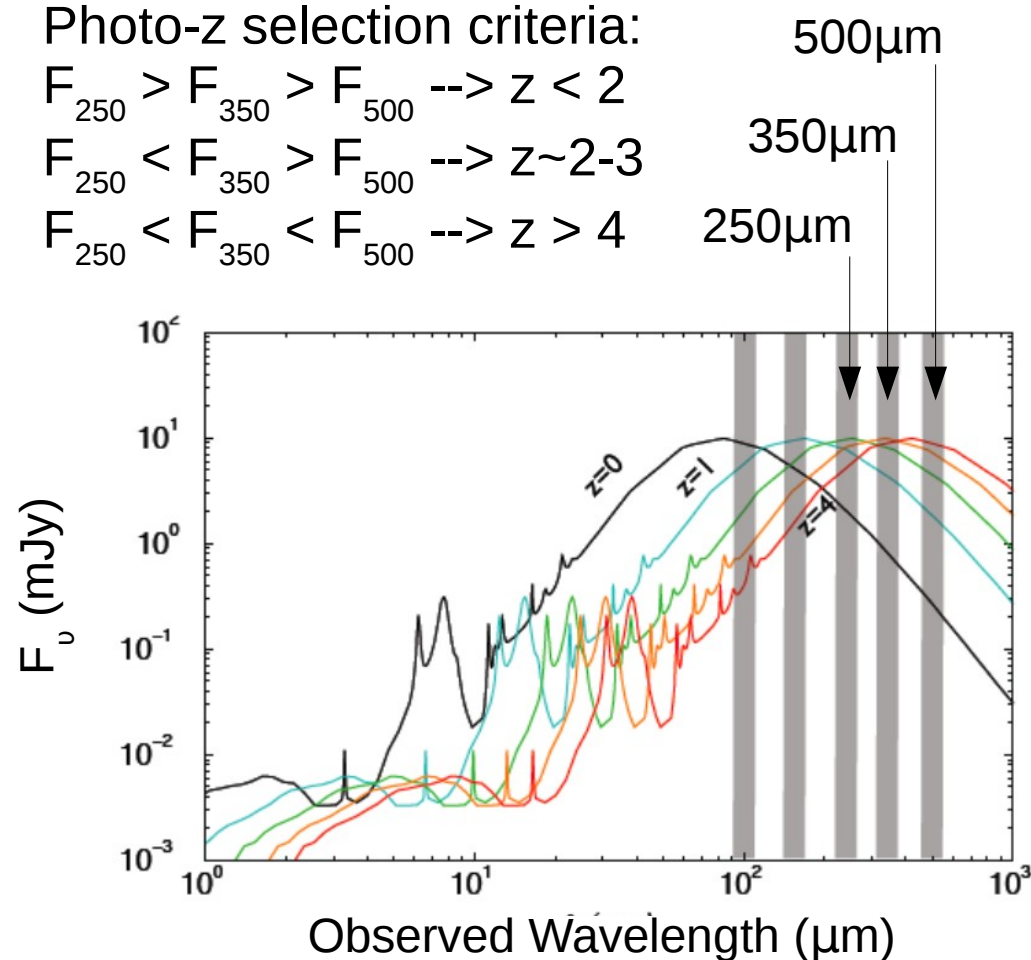 Photo-z selection criteria:
F250 > F350 > F500 --> z < 2
F250 < F350 > F500 --> z~2-3
F250 < F350 < F500 --> z > 4
500μm
350μm
250μm
10²
10¹
10⁰
10⁻¹
10⁻²
10⁻³
Fυ (mJy)
z=0
z=1
z=4
10⁰ 10¹ 10² 10³
Observed Wavelength (μm)